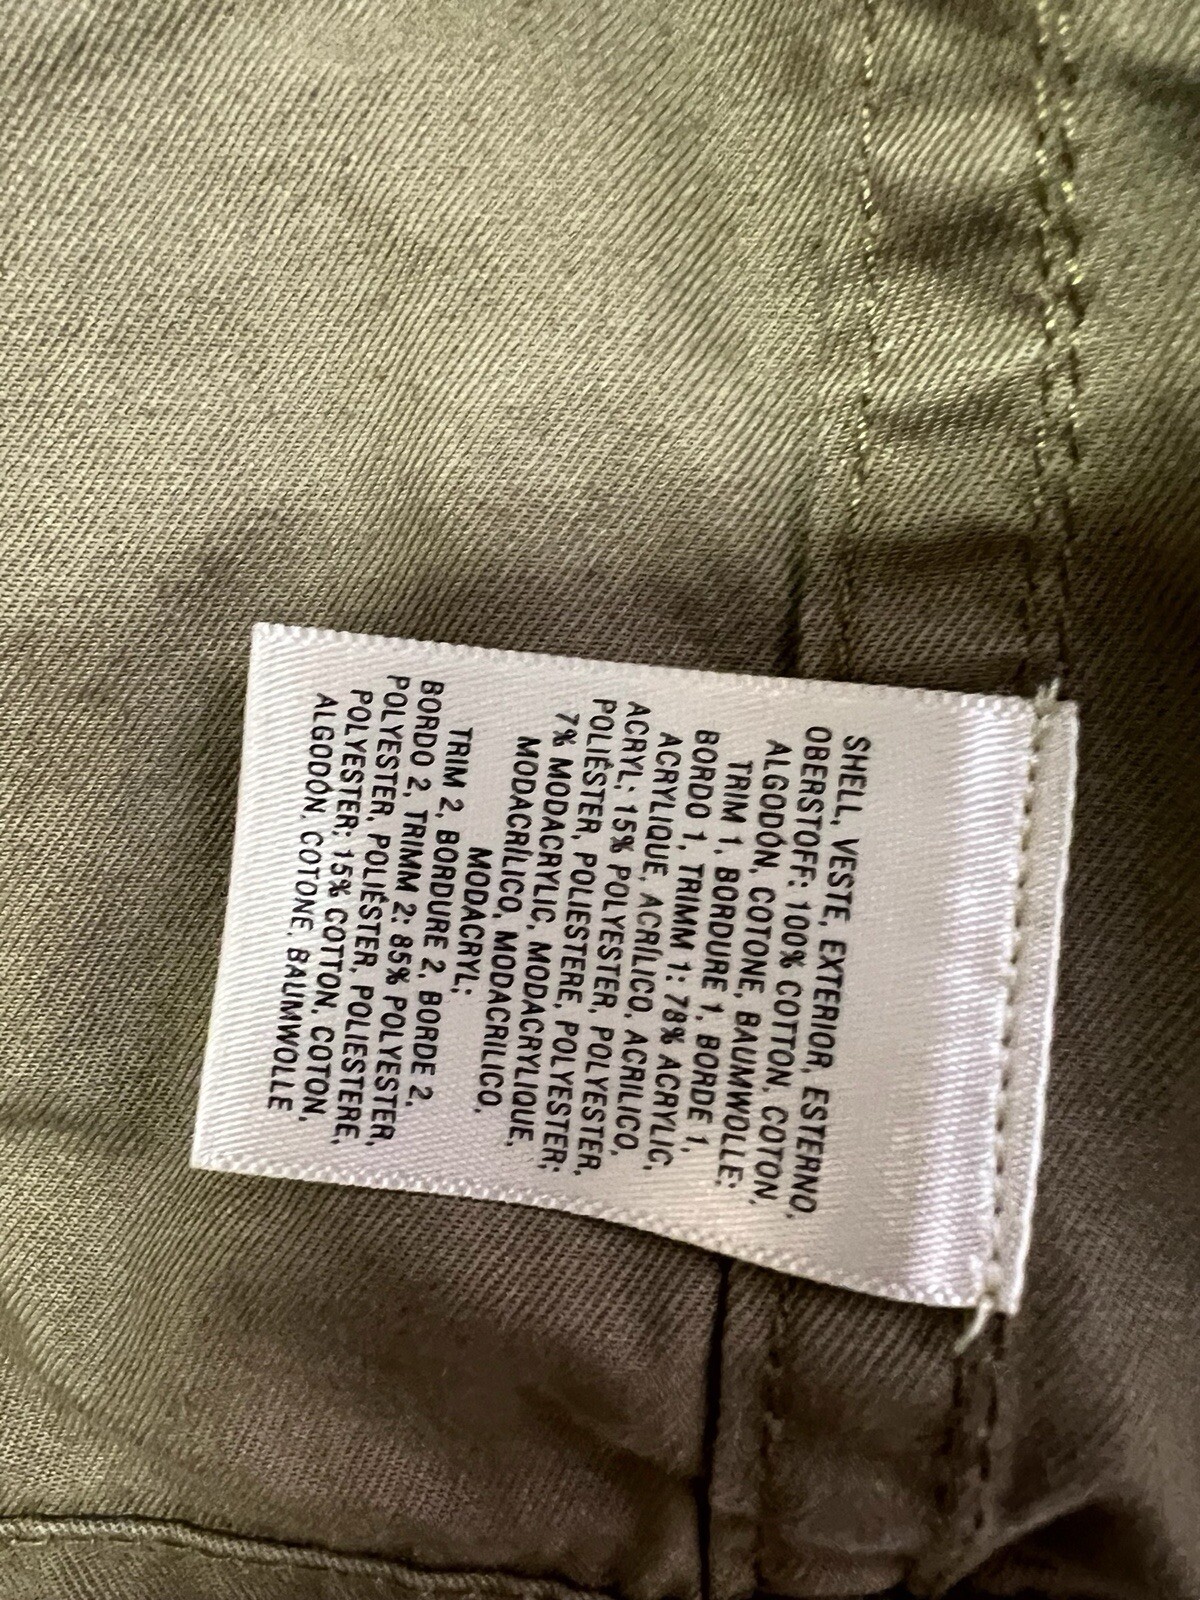 SHELL, VESTE, EXTERIOR, ESTERNO,
OBERSTOFF: 100% COTTON, COTON,
ALGODÓN, COTONE, BAUMWOLLE;
TRIM 1, BORDURE 1, BORDE 1,
BORDO 1, TRIMM 1: 78% ACRYLIC,
ACRYLIQUE, ACRÍLICO, ACRILICO,
ACRYL; 15% POLYESTER, POLYESTER,
POLIÉSTER, POLIESTERE, POLYESTER;
7% MODACRYLIC, MODACRYLIQUE,
MODACRÍLICO, MODACRILICO,
MODACRYL;
TRIM 2, BORDURE 2, BORDE 2,
BORDO 2, TRIMM 2: 85% POLYESTER,
POLYESTER, POLIÉSTER, POLIESTERE,
POLYESTER; 15% COTTON, COTON,
ALGODÓN, COTONE, BAUMWOLLE